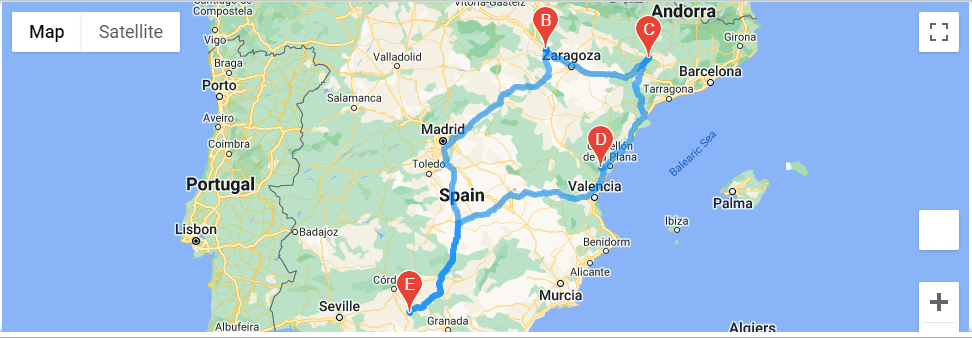 Santiago de
Compostela
Vitoria-Gasteiz
Andorra
Map
Satellite
B
C
Vigo
Girona
Valladolid
Zaragoza
Braga
Barcelona
Porto
Tarragona
Salamanca
Aveiro
Madrid
D
Coimbra
Castellón
de la Plana
Toledo
Balearic Sea
Portugal
Spain
Valencia
Palma
Lisbon
Badajoz
Ibiza
Benidorm
Alicante
E
Murcia
Seville
Granada
Albufeira
Algiers
+